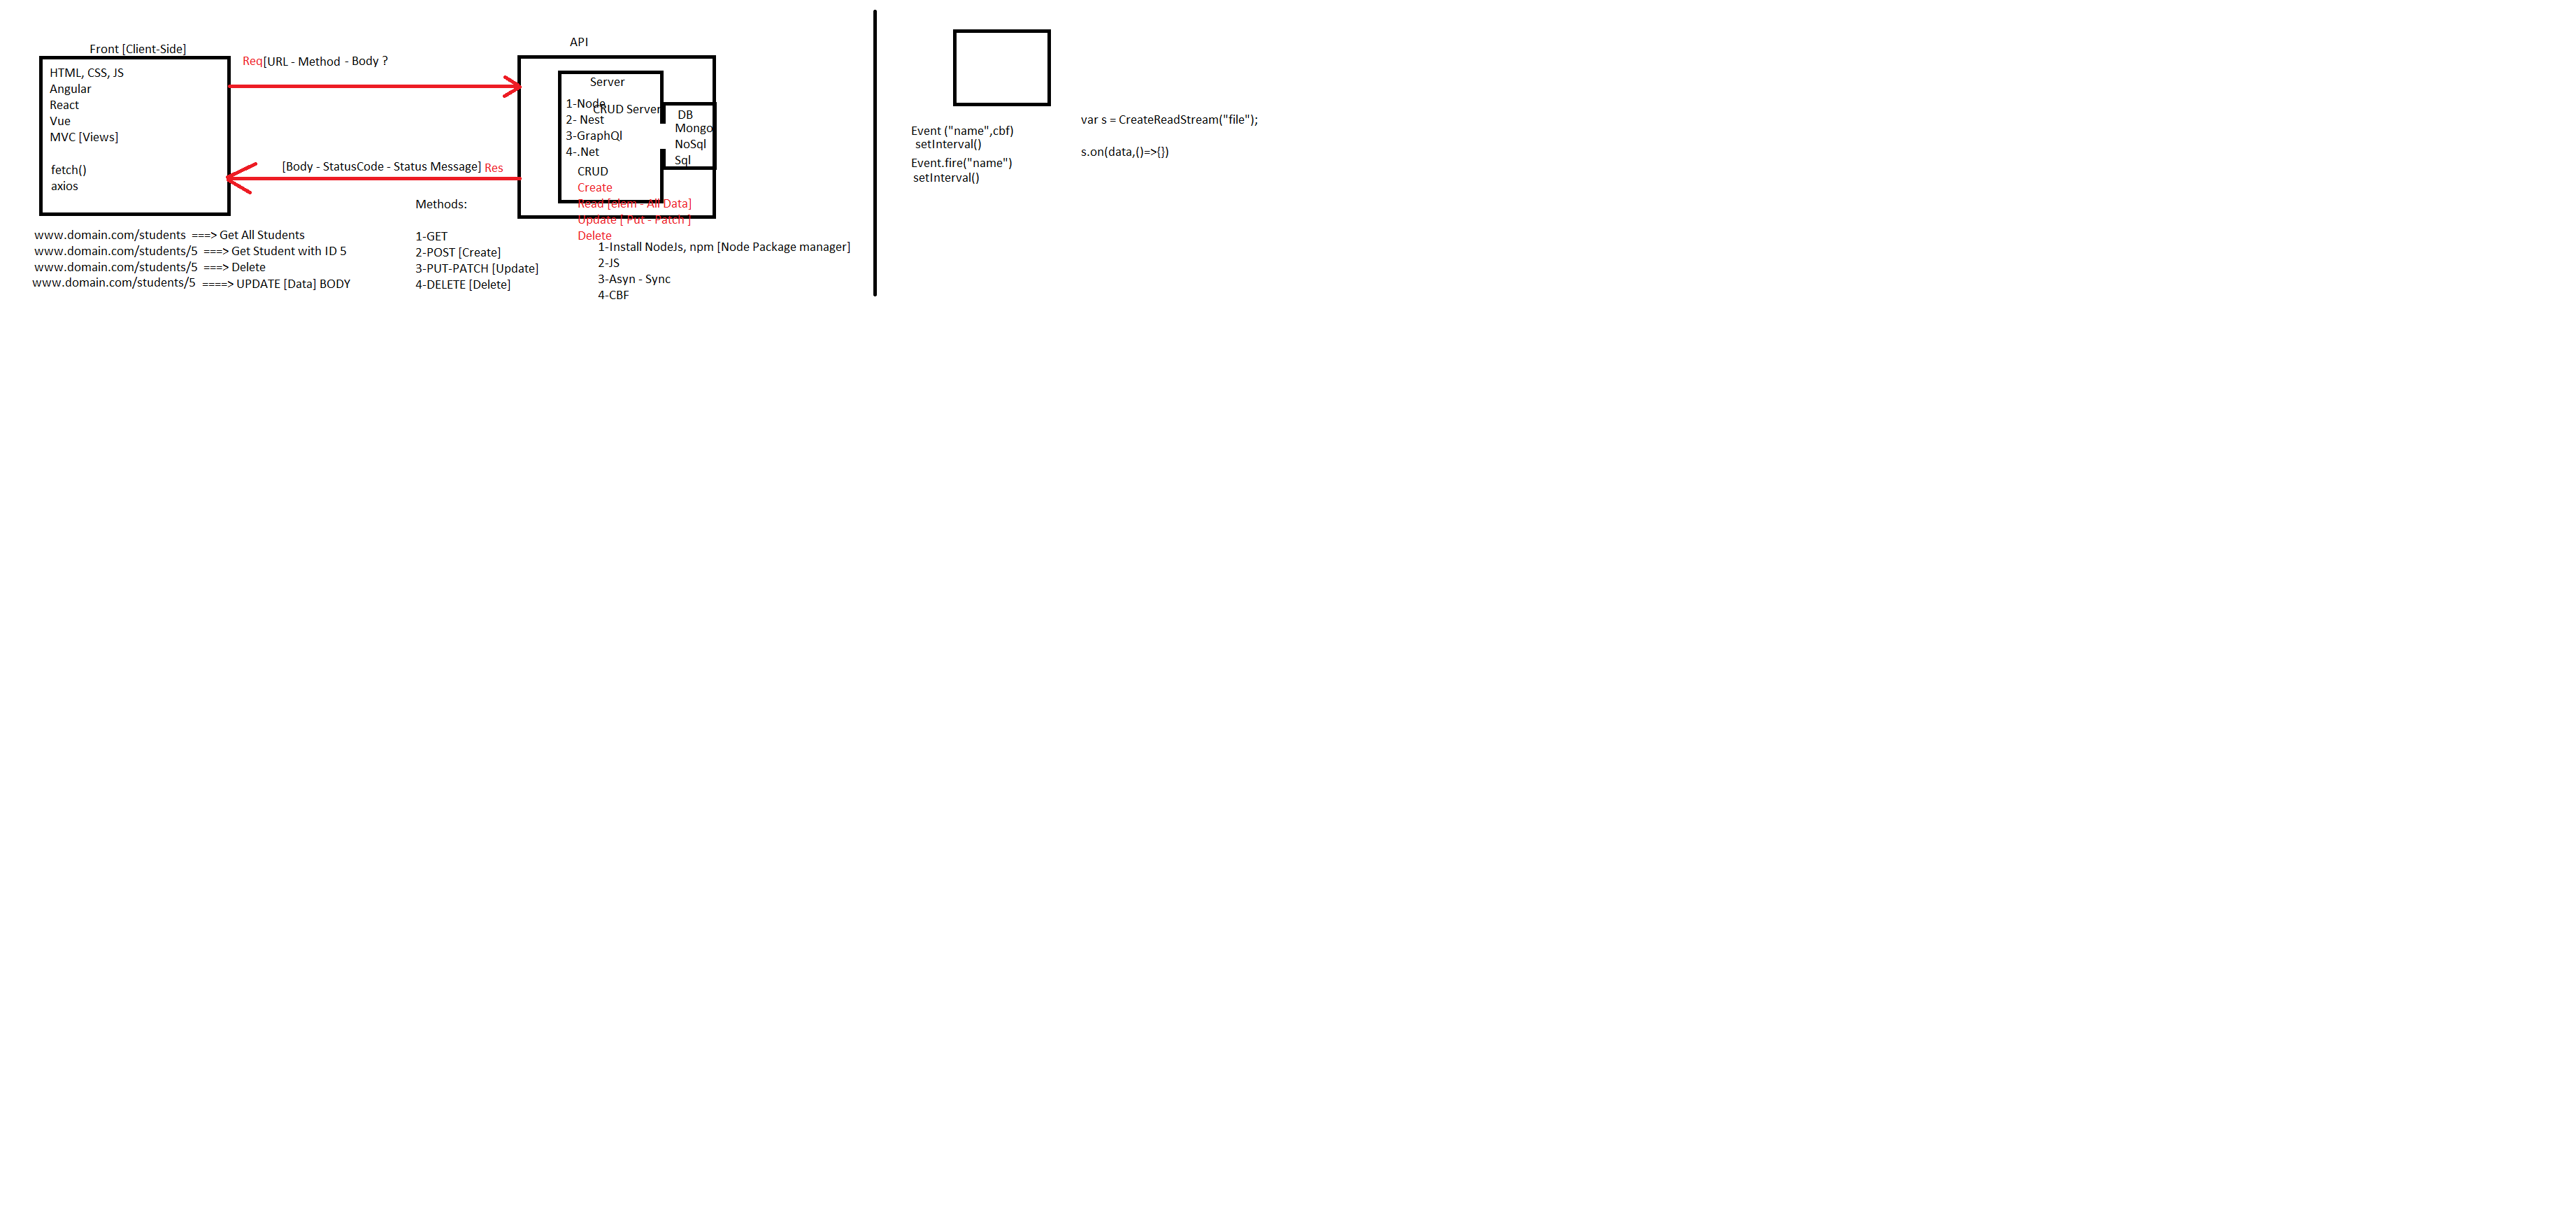 Front [Client-Side]
HTML, CSS, JS
Angular
React
Vue
MVC [Views]
fetch()
axios
Req[URL - Method - Body ?
[Body - StatusCode - Status Message] Res
API
Server
1-Node
CRUD Server
2- Nest
3-GraphQl
4-.Net
DB
Mongo
NoSql
Sql
CRUD
Create
Read [elem - All Data]
Update [ Put - Patch ]
Delete
www.domain.com/students ===> Get All Students
www.domain.com/students/5 ===> Get Student with ID 5
www.domain.com/students/5 ===> Delete
www.domain.com/students/5 ====> UPDATE [Data] BODY
Methods:
1-GET
2-POST [Create]
3-PUT-PATCH [Update]
4-DELETE [Delete]
1-Install NodeJs, npm [Node Package manager]
2-JS
3-Asyn - Sync
4-CBF
Event ("name",cbf)
setInterval()
Event.fire("name")
setInterval()
var s = CreateReadStream("file");
s.on(data,()=>{})